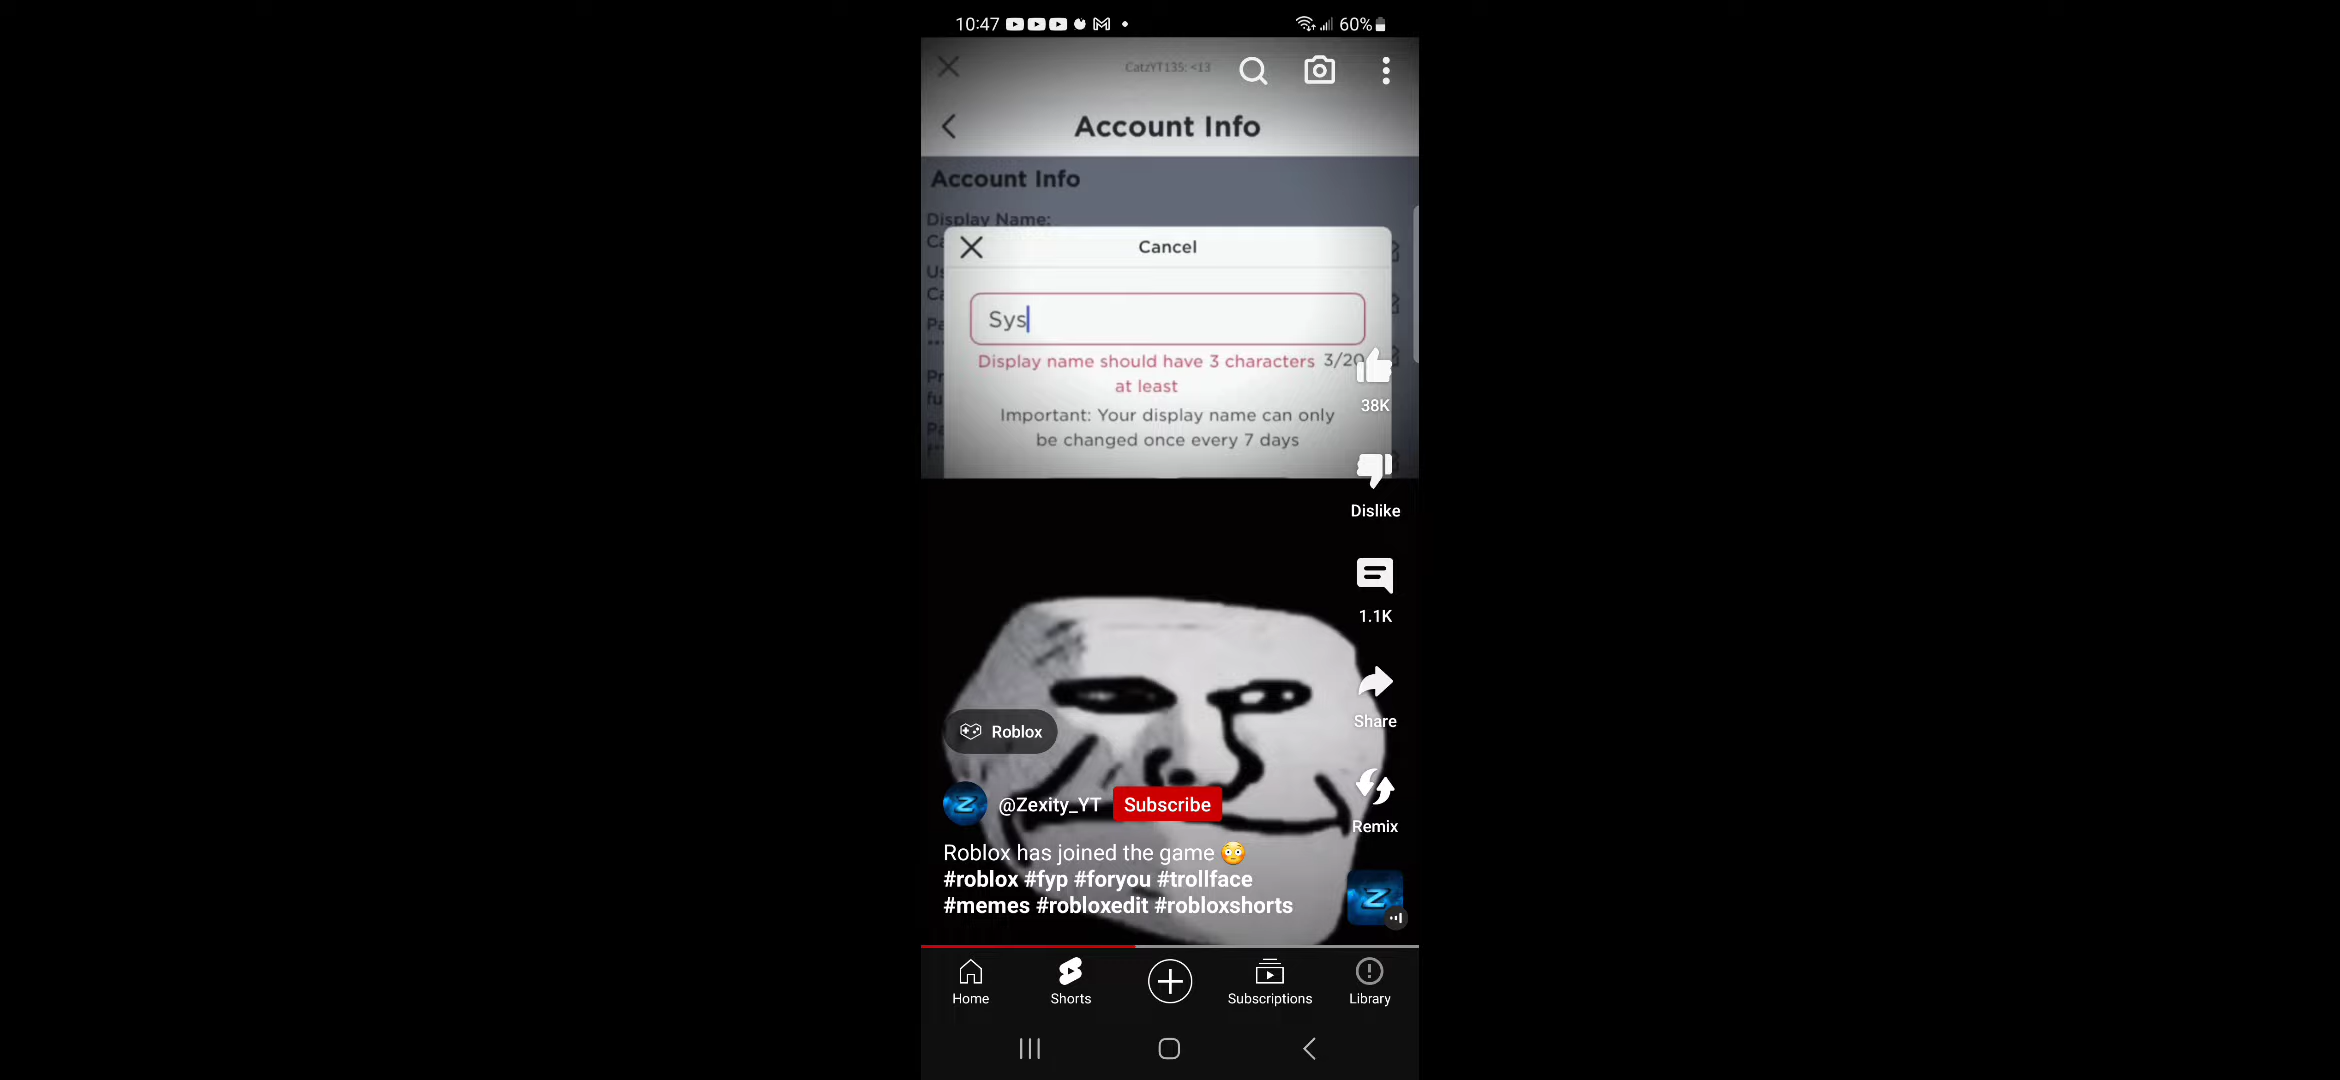 10:47
60%
CatzYT135: <13
Account Info
Account Info
Display Name:
Cancel
Sys
Display name should have 3 characters 3/20
at least
Important: Your display name can only
be changed once every 7 days
38K
Dislike
1.1K
Share
Roblox
@Zexity_YT Subscribe
Remix
Roblox has joined the game 😳
#roblox #fyp #foryou #trollface
#memes #robloxedit #robloxshorts
Home Shorts Subscriptions Library